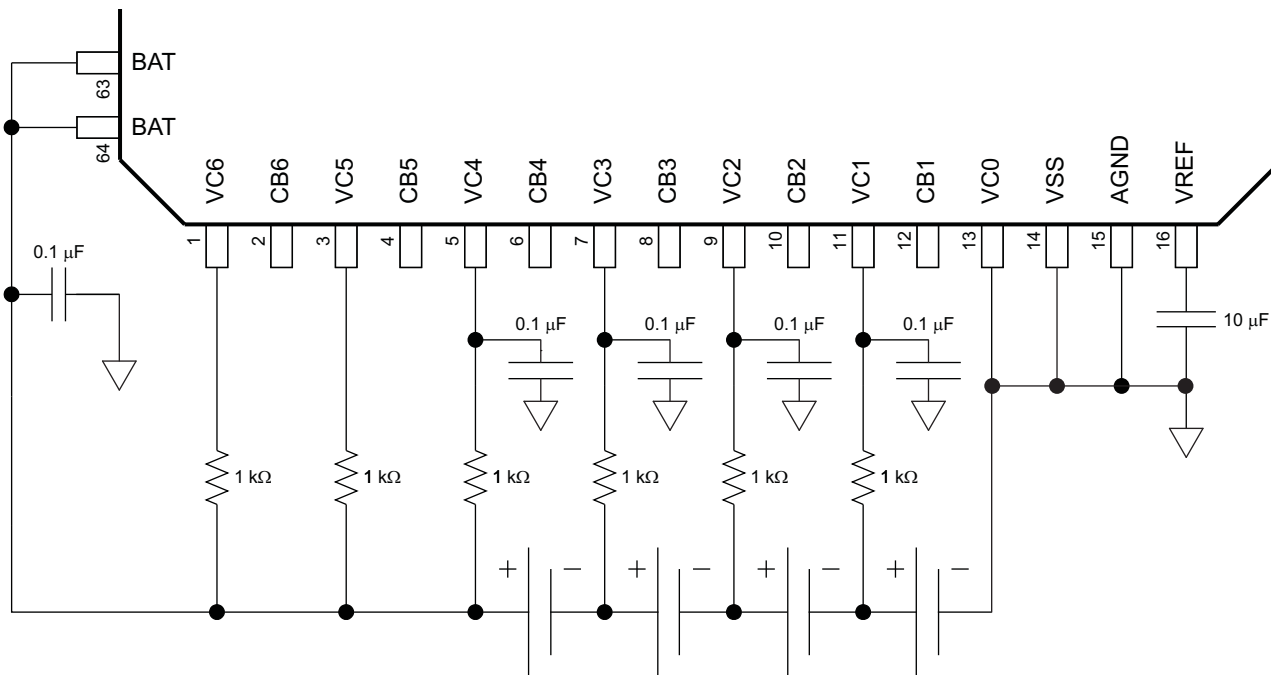 BAT
63
BAT
64
VC6 CB6 VC5 CB5 VC4 CB4 VC3 CB3 VC2 CB2 VC1 CB1 VC0 VSS AGND VREF
1 2 3 4 5 6 7 8 9 10 11 12 13 14 15 16
0.1 μF
0.1 μF 0.1 μF 0.1 μF 0.1 μF 10 μF
1 kΩ 1 kΩ 1 kΩ 1 kΩ 1 kΩ 1 kΩ
+ − + − + − + −